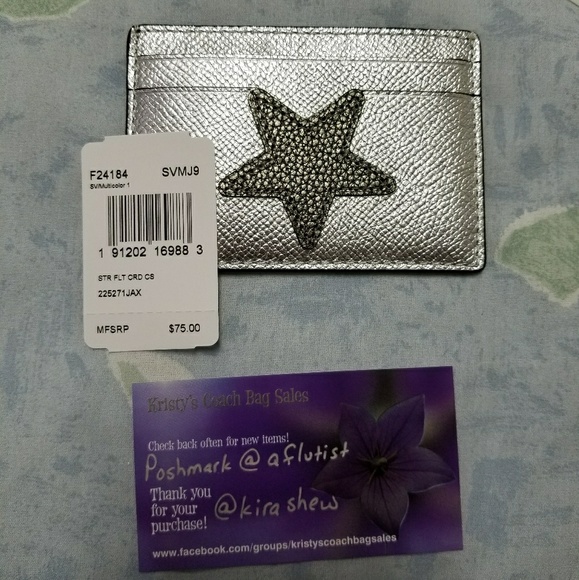 F24184 SVMJ9
SV/Multicolor 1
1 91202 16988 3
STR FLT CRD CS
225271JAX
MFSRP $75.00
Kristy's Coach Bag Sales
Check back often for new items!
Poshmark @ aflutist
Thank you
for your
purchase!
@kirashew
www.facebook.com/groups/kristyscoachbagsales